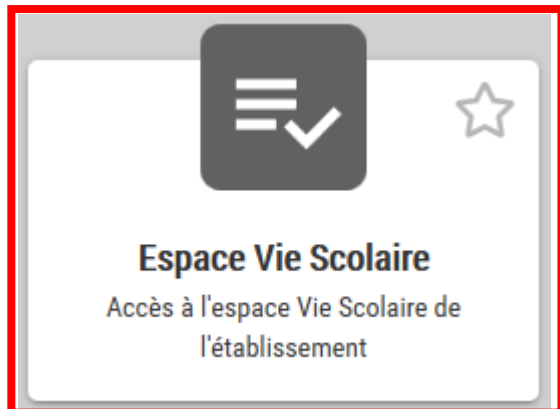 Espace Vie Scolaire
Accès à l'espace Vie Scolaire de
l'établissement